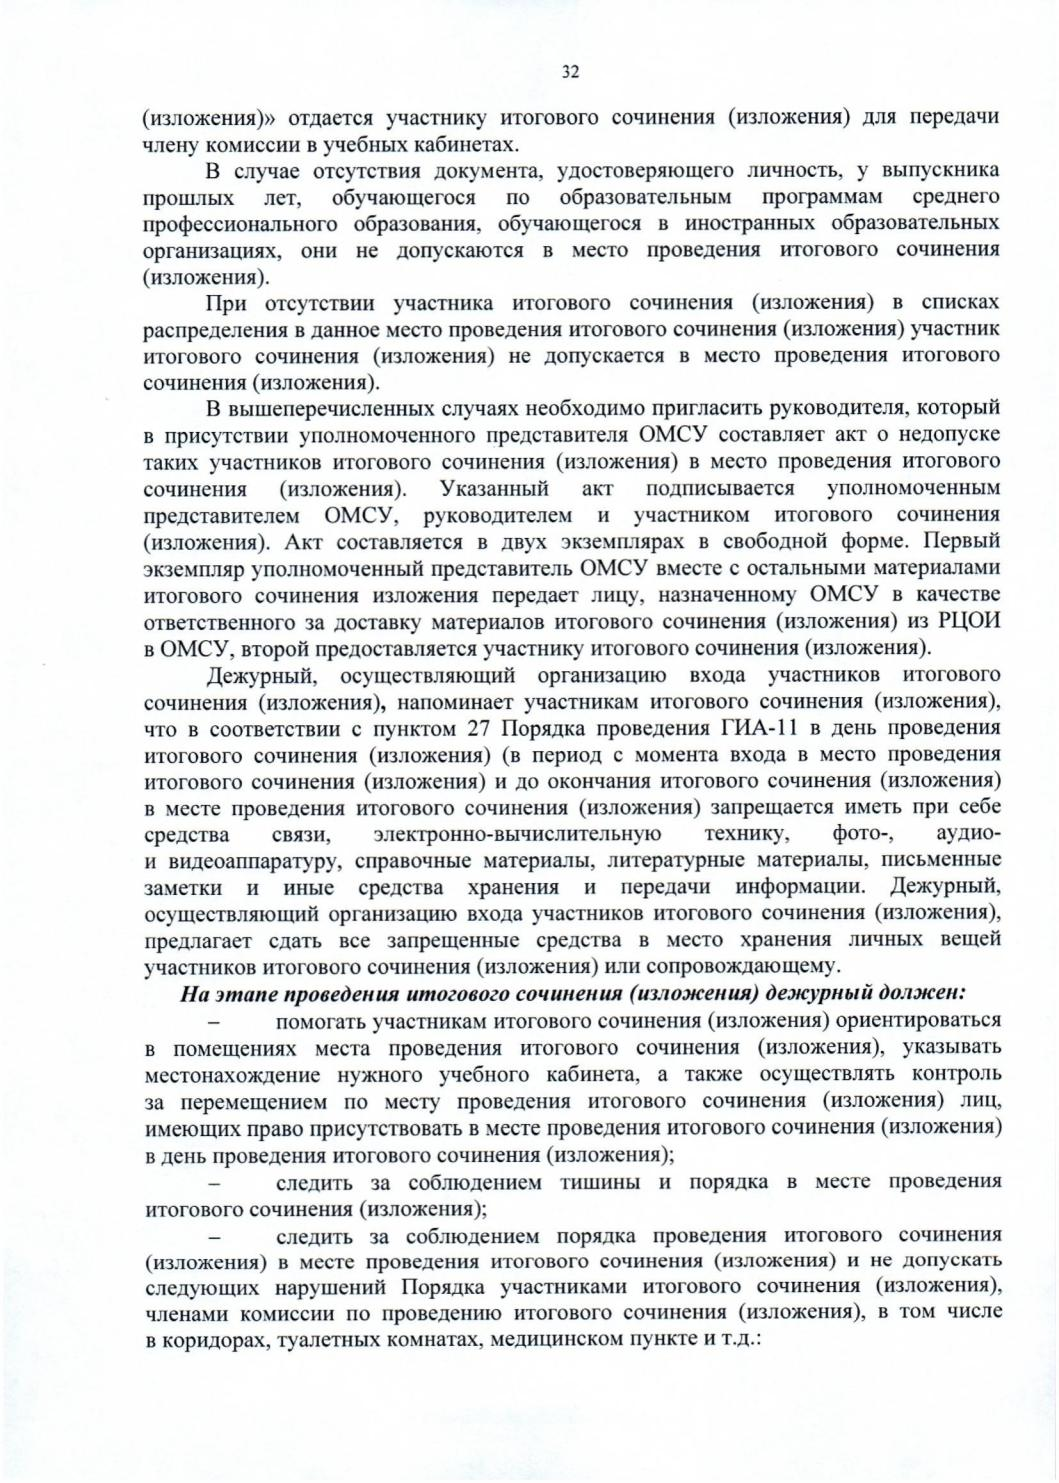 32
(изложения)» отдается участнику итогового сочинения (изложения) для передачи
члену комиссии в учебных кабинетах.
В случае отсутствия документа, удостоверяющего личность, у выпускника
прошлых лет, обучающегося по образовательным программам среднего
профессионального образования, обучающегося в иностранных образовательных
организациях, они не допускаются в место проведения итогового сочинения
(изложения).
При отсутствии участника итогового сочинения (изложения) в списках
распределения в данное место проведения итогового сочинения (изложения) участник
итогового сочинения (изложения) не допускается в место проведения итогового
сочинения (изложения).
В вышеперечисленных случаях необходимо пригласить руководителя, который
в присутствии уполномоченного представителя ОМСУ составляет акт о недопуске
таких участников итогового сочинения (изложения) в место проведения итогового
сочинения (изложения). Указанный акт подписывается уполномоченным
представителем ОМСУ, руководителем и участником итогового сочинения
(изложения). Акт составляется в двух экземплярах в свободной форме. Первый
экземпляр уполномоченный представитель ОМСУ вместе с остальными материалами
итогового сочинения изложения передает лицу, назначенному ОМСУ в качестве
ответственного за доставку материалов итогового сочинения (изложения) из РЦОИ
в ОМСУ, второй предоставляется участнику итогового сочинения (изложения).
Дежурный, осуществляющий организацию входа участников итогового
сочинения (изложения), напоминает участникам итогового сочинения (изложения),
что в соответствии с пунктом 27 Порядка проведения ГИА-11 в день проведения
итогового сочинения (изложения) (в период с момента входа в место проведения
итогового сочинения (изложения) и до окончания итогового сочинения (изложения)
в месте проведения итогового сочинения (изложения) запрещается иметь при себе
средства связи, электронно-вычислительную технику, фото-, аудио-
и видеоаппаратуру, справочные материалы, литературные материалы, письменные
заметки и иные средства хранения и передачи информации. Дежурный,
осуществляющий организацию входа участников итогового сочинения (изложения),
предлагает сдать все запрещенные средства в место хранения личных вещей
участников итогового сочинения (изложения) или сопровождающему.
На этапе проведения итогового сочинения (изложения) дежурный должен:
– помогать участникам итогового сочинения (изложения) ориентироваться
в помещениях места проведения итогового сочинения (изложения), указывать
местонахождение нужного учебного кабинета, а также осуществлять контроль
за перемещением по месту проведения итогового сочинения (изложения) лиц,
имеющих право присутствовать в месте проведения итогового сочинения (изложения)
в день проведения итогового сочинения (изложения);
– следить за соблюдением тишины и порядка в месте проведения
итогового сочинения (изложения);
– следить за соблюдением порядка проведения итогового сочинения
(изложения) в месте проведения итогового сочинения (изложения) и не допускать
следующих нарушений Порядка участниками итогового сочинения (изложения),
членами комиссии по проведению итогового сочинения (изложения), в том числе
в коридорах, туалетных комнатах, медицинском пункте и т.д.: